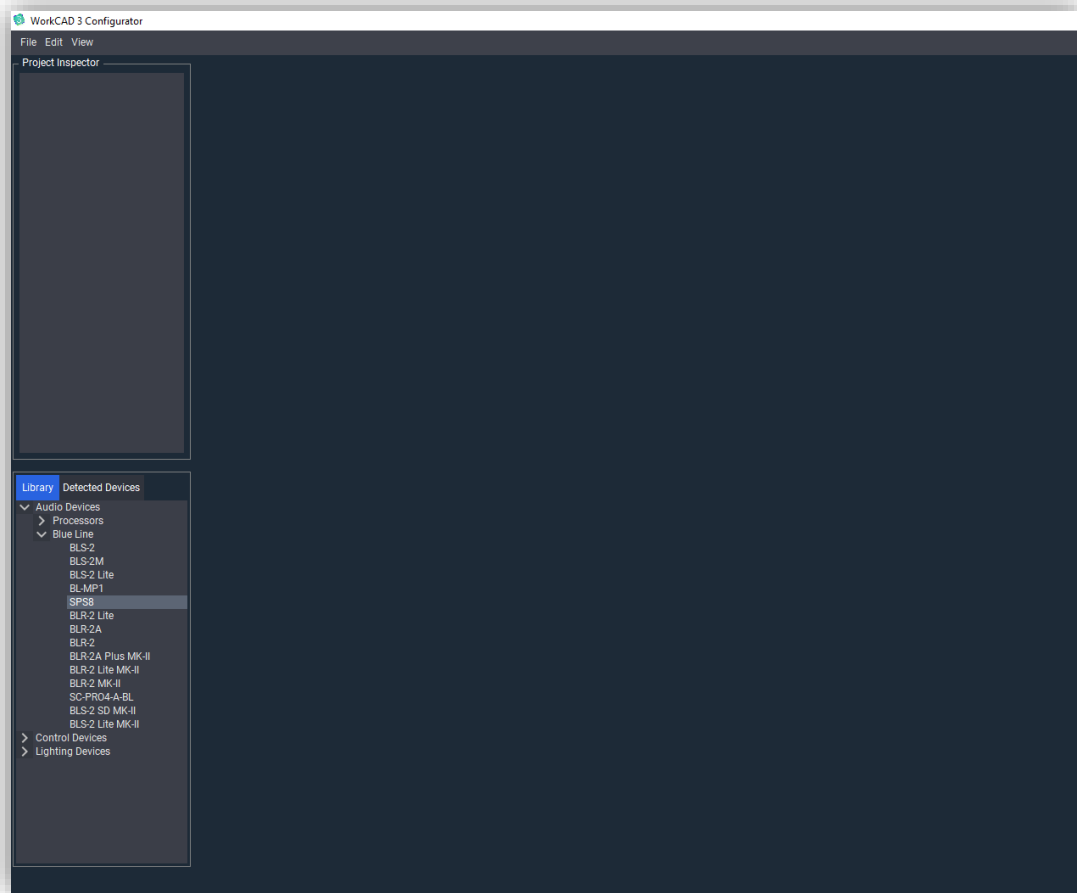 WorkCAD 3 Configurator
File Edit View
Project Inspector
Library Detected Devices
Audio Devices
Processors
Blue Line
BLS-2
BLS-2M
BLS-2 Lite
BL-MP1
SPS8
BLR-2 Lite
BLR-2A
BLR-2
BLR-2A Plus MK-II
BLR-2 Lite MK-II
BLR-2 MK-II
SC-PRO4-A-BL
BLS-2 SD MK-II
BLS-2 Lite MK-II
Control Devices
Lighting Devices